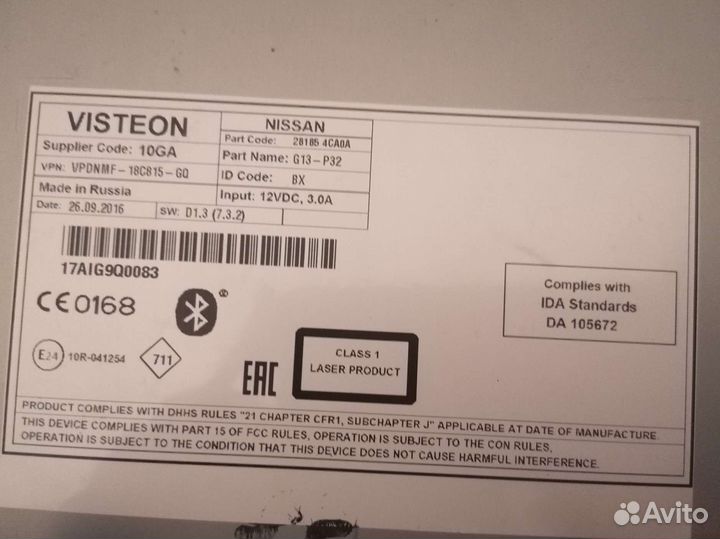 VISTEON
Supplier Code: 10GA
VPN: VPDNMF-18C815-GQ
Made in Russia
Date: 26.09.2016 SW: D1.3 (7.3.2)
NISSAN
Part Code: 28185 4CA0A
Part Name: G13-P32
ID Code: BX
Input: 12VDC, 3.0A
17AIG9Q0083
CE0168
E24 10R-041254 711
EAC
CLASS 1
LASER PRODUCT
Complies with
IDA Standards
DA 105672
PRODUCT COMPLIES WITH DHHS RULES "21 CHAPTER CFR1, SUBCHAPTER J" APPLICABLE AT DATE OF MANUFACTURE.
THIS DEVICE COMPLIES WITH PART 15 OF FCC RULES, OPERATION IS SUBJECT TO THE CON RULES,
OPERATION IS SUBJECT TO THE CONDITION THAT THIS DEVICE DOES NOT CAUSE HARMFUL INTERFERENCE.
Avito